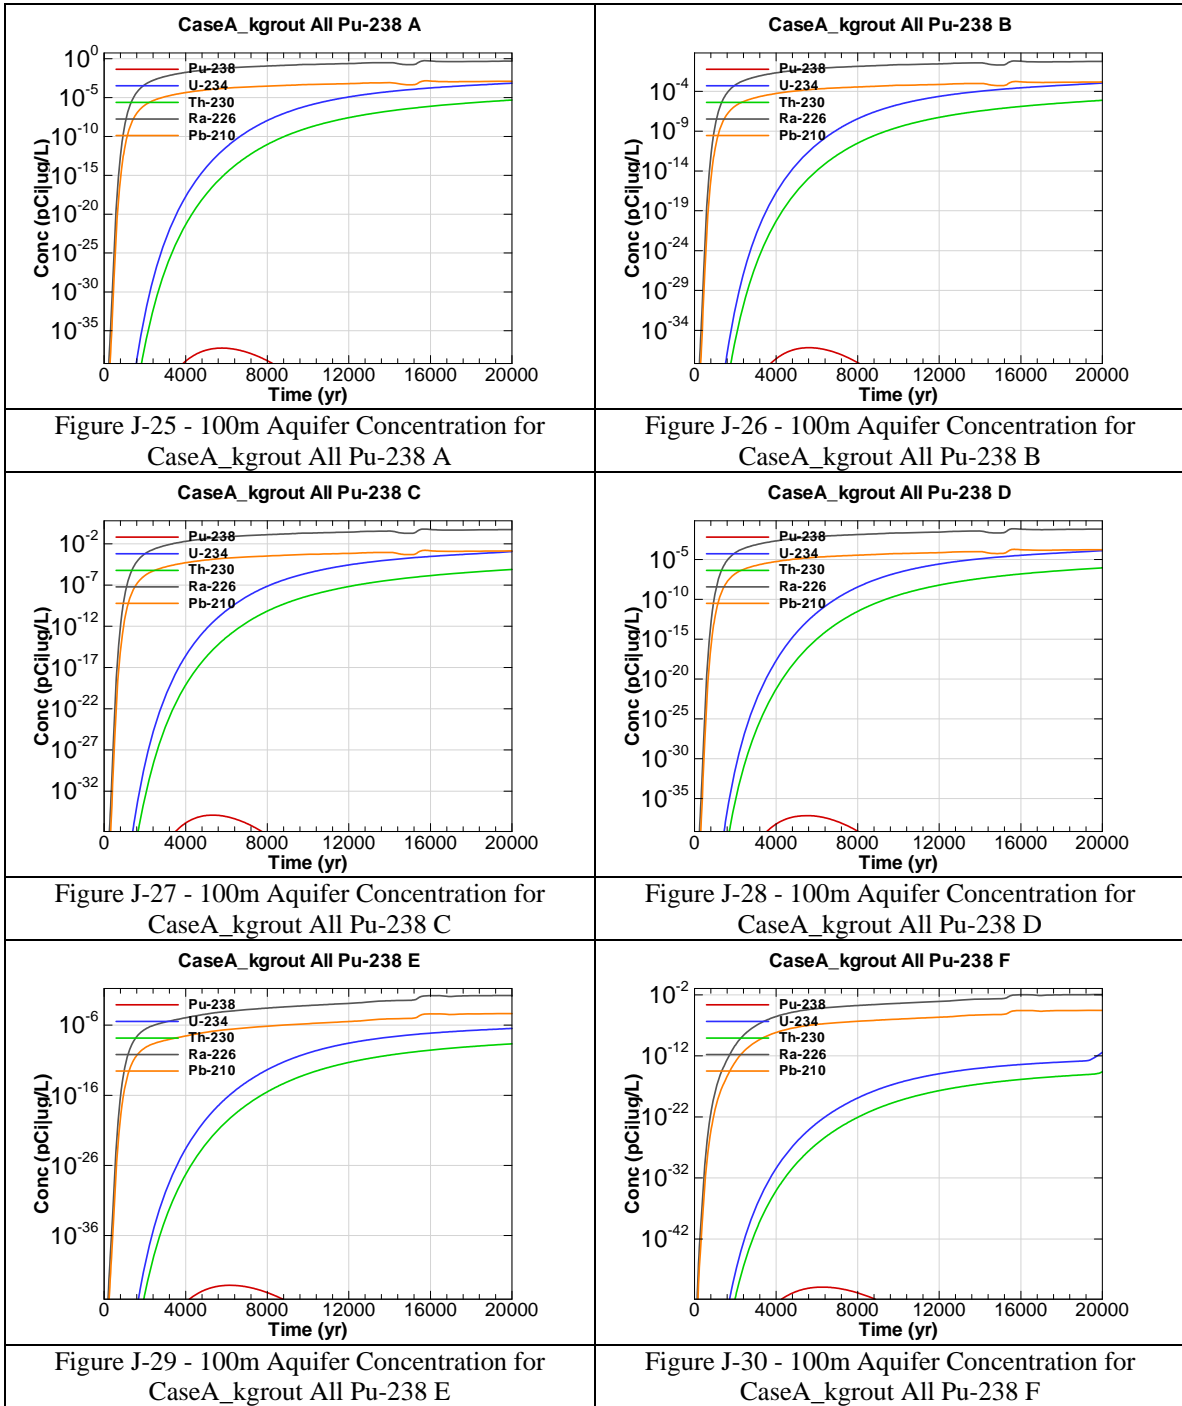 CaseA_kgrout All Pu-238 A
Conc (pCi|ug/L)
10^0
10^-5
10^-10
10^-15
10^-20
10^-25
10^-30
10^-35
Pu-238
U-234
Th-230
Ra-226
Pb-210
0 4000 8000 12000 16000 20000
Time (yr)
Figure J-25 - 100m Aquifer Concentration for
CaseA_kgrout All Pu-238 A
CaseA_kgrout All Pu-238 B
Conc (pCi|ug/L)
10^-4
10^-9
10^-14
10^-19
10^-24
10^-29
10^-34
Pu-238
U-234
Th-230
Ra-226
Pb-210
0 4000 8000 12000 16000 20000
Time (yr)
Figure J-26 - 100m Aquifer Concentration for
CaseA_kgrout All Pu-238 B
CaseA_kgrout All Pu-238 C
Conc (pCi|ug/L)
10^-2
10^-7
10^-12
10^-17
10^-22
10^-27
10^-32
Pu-238
U-234
Th-230
Ra-226
Pb-210
0 4000 8000 12000 16000 20000
Time (yr)
Figure J-27 - 100m Aquifer Concentration for
CaseA_kgrout All Pu-238 C
CaseA_kgrout All Pu-238 D
Conc (pCi|ug/L)
10^-5
10^-10
10^-15
10^-20
10^-25
10^-30
10^-35
Pu-238
U-234
Th-230
Ra-226
Pb-210
0 4000 8000 12000 16000 20000
Time (yr)
Figure J-28 - 100m Aquifer Concentration for
CaseA_kgrout All Pu-238 D
CaseA_kgrout All Pu-238 E
Conc (pCi|ug/L)
10^-6
10^-16
10^-26
10^-36
Pu-238
U-234
Th-230
Ra-226
Pb-210
0 4000 8000 12000 16000 20000
Time (yr)
Figure J-29 - 100m Aquifer Concentration for
CaseA_kgrout All Pu-238 E
CaseA_kgrout All Pu-238 F
Conc (pCi|ug/L)
10^-2
10^-12
10^-22
10^-32
10^-42
Pu-238
U-234
Th-230
Ra-226
Pb-210
0 4000 8000 12000 16000 20000
Time (yr)
Figure J-30 - 100m Aquifer Concentration for
CaseA_kgrout All Pu-238 F